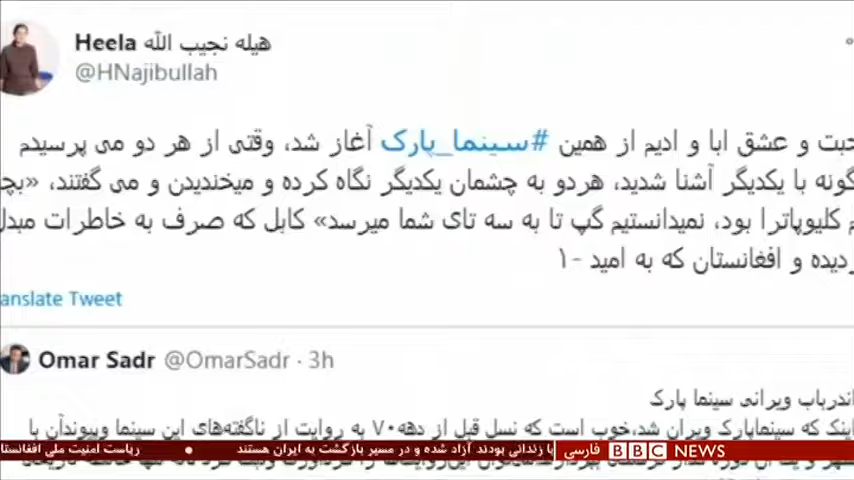 Heela هیله نجیب الله
@HNajibullah
حبت و عشق ابا و ادیم از همین #سینما_پارک آغاز شد، وقتی از هر دو می پرسیدم
گونه با یکدیگر آشنا شدید، هردو به چشمان یکدیگر نگاه کرده و میخندیدن و می گفتند، «بچ
م کلیوپاترا بود، نمیدانستیم گپ تا به سه تای شما میرسد» کابل که صرف به خاطرات مبدل
ردیده و افغانستان که به امید -۱
anslate Tweet
Omar Sadr @OmarSadr · 3h
ندرباب ویرانی سینما پارک
اینک که سینماپارک ویران شد،خوب است که نسل قبل از دهه۷۰ به روایت از ناگفته‌های این سینما وپیوندآن با
BBC NEWS فارسی
با زندانی بودند آزاد شده و در مسیر بازگشت به ایران هستند
ریاست امنیت ملی افغانستا